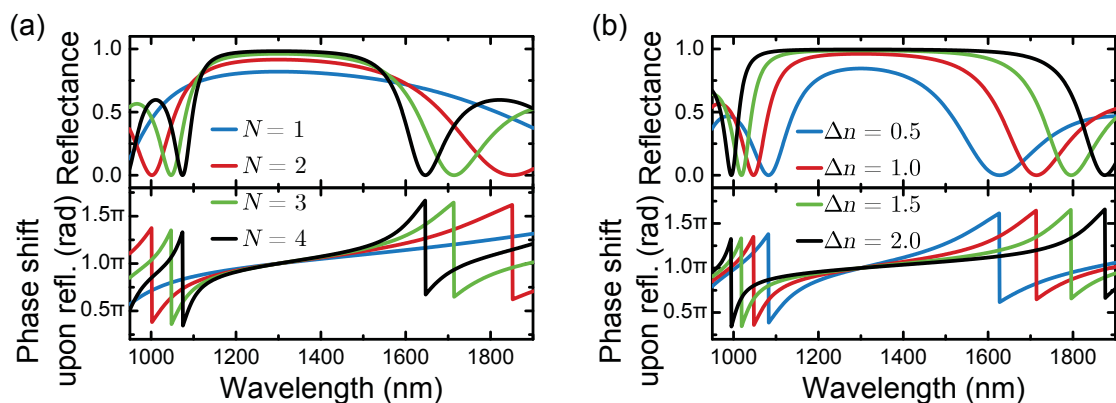 (a)
Reflectance
1.0
0.5
0.0
N = 1
N = 2
N = 3
N = 4
Phase shift
upon refl. (rad)
1.5π
1.0π
0.5π
1000 1200 1400 1600 1800
Wavelength (nm)
(b)
Reflectance
1.0
0.5
0.0
Δn = 0.5
Δn = 1.0
Δn = 1.5
Δn = 2.0
Phase shift
upon refl. (rad)
1.5π
1.0π
0.5π
1000 1200 1400 1600 1800
Wavelength (nm)